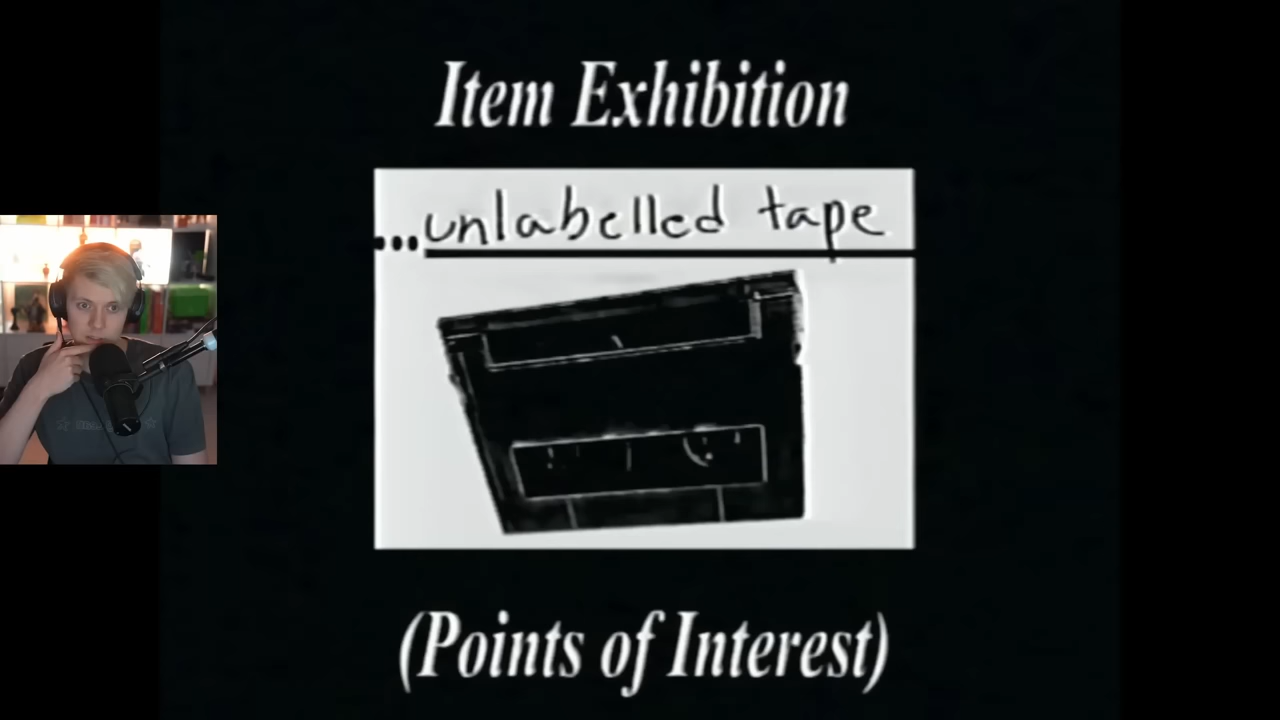 Item Exhibition
...unlabelled tape
(Points of Interest)